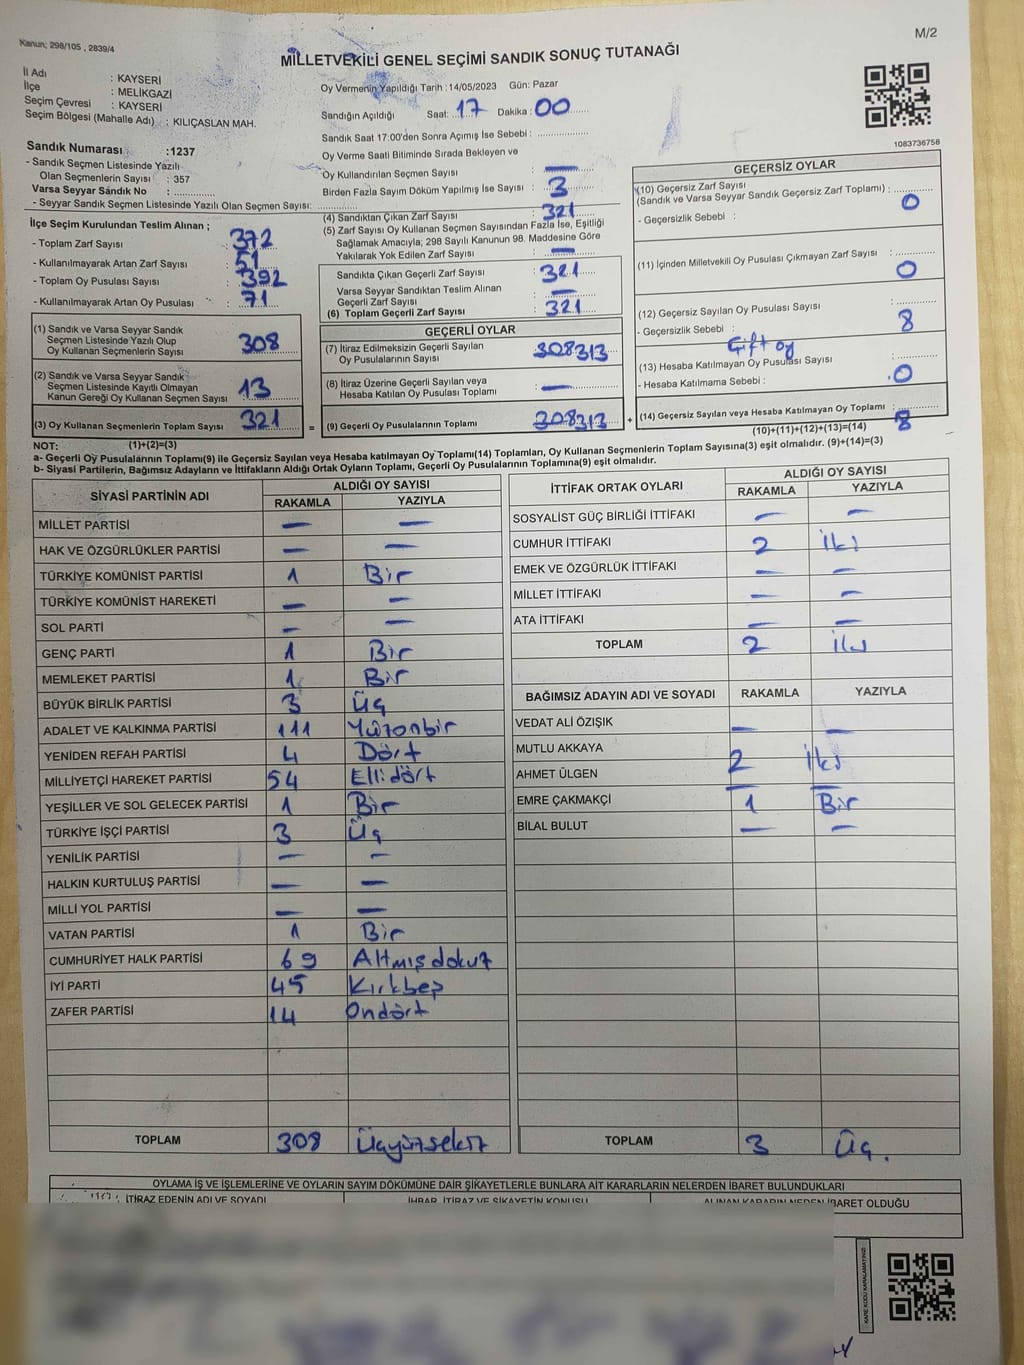 Kanun; 298/105 , 2839/4
M/2
MİLLETVEKİLİ GENEL SEÇİMİ SANDIK SONUÇ TUTANAĞI
İl Adı : KAYSERİ
İlçe : MELİKGAZİ
Seçim Çevresi : KAYSERİ
Seçim Bölgesi (Mahalle Adı) : KILIÇASLAN MAH.
Oy Vermenin Yapıldığı Tarih :14/05/2023 Gün: Pazar
Sandığın Açıldığı Saat: 17 Dakika : 00
Sandık Saat 17:00'den Sonra Açımış İse Sebebi :
1083736758
Sandık Numarası :1237
- Sandık Seçmen Listesinde Yazılı
Olan Seçmenlerin Sayısı : 357
Varsa Seyyar Sandık No :
- Seyyar Sandık Seçmen Listesinde Yazılı Olan Seçmen Sayısı:
Oy Verme Saati Bitiminde Sırada Bekleyen ve
Oy Kullandırılan Seçmen Sayısı : —
Birden Fazla Sayım Döküm Yapılmış İse Sayısı : 3
İlçe Seçim Kurulundan Teslim Alınan ;
- Toplam Zarf Sayısı : 372
- Kullanılmayarak Artan Zarf Sayısı : 51
- Toplam Oy Pusulası Sayısı : 392
- Kullanılmayarak Artan Oy Pusulası : 71
(1) Sandık ve Varsa Seyyar Sandık
Seçmen Listesinde Yazılı Olup
Oy Kullanan Seçmenlerin Sayısı : 308
(2) Sandık ve Varsa Seyyar Sandık
Seçmen Listesinde Kayıtlı Olmayan
Kanun Gereği Oy Kullanan Seçmen Sayısı : 13
(3) Oy Kullanan Seçmenlerin Toplam Sayısı : 321
(4) Sandıktan Çıkan Zarf Sayısı : 321
(5) Zarf Sayısı Oy Kullanan Seçmen Sayısından Fazla İse, Eşitliği
Sağlamak Amacıyla; 298 Sayılı Kanunun 98. Maddesine Göre
Yakılarak Yok Edilen Zarf Sayısı : —
Sandıkta Çıkan Geçerli Zarf Sayısı : 321
Varsa Seyyar Sandıktan Teslim Alınan
Geçerli Zarf Sayısı : —
(6) Toplam Geçerli Zarf Sayısı : 321
GEÇERLİ OYLAR
(7) İtiraz Edilmeksizin Geçerli Sayılan
Oy Pusulalarının Sayısı : 308 313
(8) İtiraz Üzerine Geçerli Sayılan veya
Hesaba Katılan Oy Pusulası Toplamı : —
= (9) Geçerli Oy Pusulalarının Toplamı : 308 313 +
GEÇERSİZ OYLAR
(10) Geçersiz Zarf Sayısı
(Sandık ve Varsa Seyyar Sandık Geçersiz Zarf Toplamı) : 0
- Geçersizlik Sebebi :
(11) İçinden Milletvekili Oy Pusulası Çıkmayan Zarf Sayısı : 0
(12) Geçersiz Sayılan Oy Pusulası Sayısı : 8
- Geçersizlik Sebebi : Çift oy
(13) Hesaba Katılmayan Oy Pusulası Sayısı : 0
- Hesaba Katılmama Sebebi :
(14) Geçersiz Sayılan veya Hesaba Katılmayan Oy Toplamı : 8
NOT: (1)+(2)=(3)
(10)+(11)+(12)+(13)=(14)
a- Geçerli Oy Pusulalarının Toplamı(9) ile Geçersiz Sayılan veya Hesaba katılmayan Oy Toplamı(14) Toplamları, Oy Kullanan Seçmenlerin Toplam Sayısına(3) eşit olmalıdır. (9)+(14)=(3)
b- Siyasi Partilerin, Bağımsız Adayların ve İttifakların Aldığı Ortak Oyların Toplamı, Geçerli Oy Pusulalarının Toplamına(9) eşit olmalıdır.
SİYASİ PARTİNİN ADI ALDIĞI OY SAYISI
RAKAMLA YAZIYLA
MİLLET PARTİSİ — —
HAK VE ÖZGÜRLÜKLER PARTİSİ — —
TÜRKİYE KOMÜNİST PARTİSİ 1 Bir
TÜRKİYE KOMÜNİST HAREKETİ — —
SOL PARTİ — —
GENÇ PARTİ 1 Bir
MEMLEKET PARTİSİ 1 Bir
BÜYÜK BİRLİK PARTİSİ 3 Üç
ADALET VE KALKINMA PARTİSİ 111 Yüzonbir
YENİDEN REFAH PARTİSİ 4 Dört
MİLLİYETÇİ HAREKET PARTİSİ 54 Ellidört
YEŞİLLER VE SOL GELECEK PARTİSİ 1 Bir
TÜRKİYE İŞÇİ PARTİSİ 3 Üç
YENİLİK PARTİSİ — —
HALKIN KURTULUŞ PARTİSİ — —
MİLLİ YOL PARTİSİ — —
VATAN PARTİSİ 1 Bir
CUMHURİYET HALK PARTİSİ 69 Altmışdokuz
İYİ PARTİ 45 Kırkbeş
ZAFER PARTİSİ 14 Ondört
TOPLAM 308 Üçyüzsekiz
İTTİFAK ORTAK OYLARI ALDIĞI OY SAYISI
RAKAMLA YAZIYLA
SOSYALİST GÜÇ BİRLİĞİ İTTİFAKI — —
CUMHUR İTTİFAKI 2 İki
EMEK VE ÖZGÜRLÜK İTTİFAKI — —
MİLLET İTTİFAKI — —
ATA İTTİFAKI — —
TOPLAM 2 İki
BAĞIMSIZ ADAYIN ADI VE SOYADI RAKAMLA YAZIYLA
VEDAT ALİ ÖZIŞIK — —
MUTLU AKKAYA 2 İki
AHMET ÜLGEN — —
EMRE ÇAKMAKÇİ 1 Bir
BİLAL BULUT — —
TOPLAM 3 Üç.
OYLAMA İŞ VE İŞLEMLERİNE VE OYLARIN SAYIM DÖKÜMÜNE DAİR ŞİKAYETLERLE BUNLARA AİT KARARLARIN NELERDEN İBARET BULUNDUKLARI
İTİRAZ EDENİN ADI VE SOYADI İHBAR, İTİRAZ VE ŞİKAYETİN KONUSU ALINAN KARARIN NEDEN İBARET OLDUĞU
KARE KODU KARALAMAYINIZ!